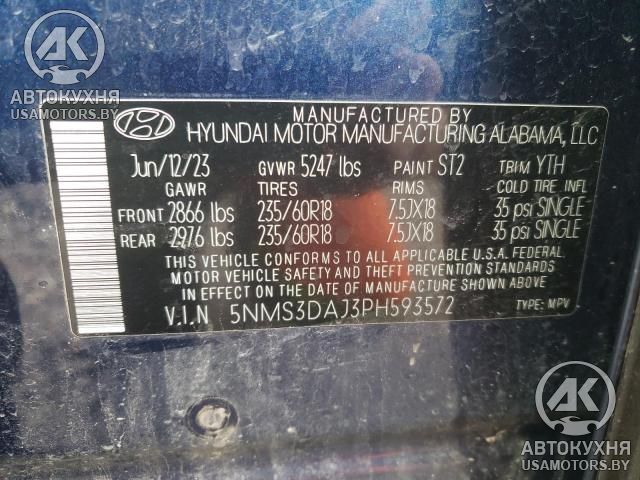 AK
АВТОКУХНЯ
USAMOTORS.BY
MANUFACTURED BY
HYUNDAI MOTOR MANUFACTURING ALABAMA, LLC
Jun/12/23 GVWR 5247 lbs PAINT ST2 TRIM YTH
GAWR TIRES RIMS COLD TIRE INFL
FRONT 2866 lbs 235/60R18 7.5JX18 35 psi SINGLE
REAR 2976 lbs 235/60R18 7.5JX18 35 psi SINGLE
THIS VEHICLE CONFORMS TO ALL APPLICABLE U.S.A. FEDERAL
MOTOR VEHICLE SAFETY AND THEFT PREVENTION STANDARDS
IN EFFECT ON THE DATE OF MANUFACTURE SHOWN ABOVE
V.I.N 5NMS3DAJ3PH593572 TYPE: MPV
AK
АВТОКУХНЯ
USAMOTORS.BY